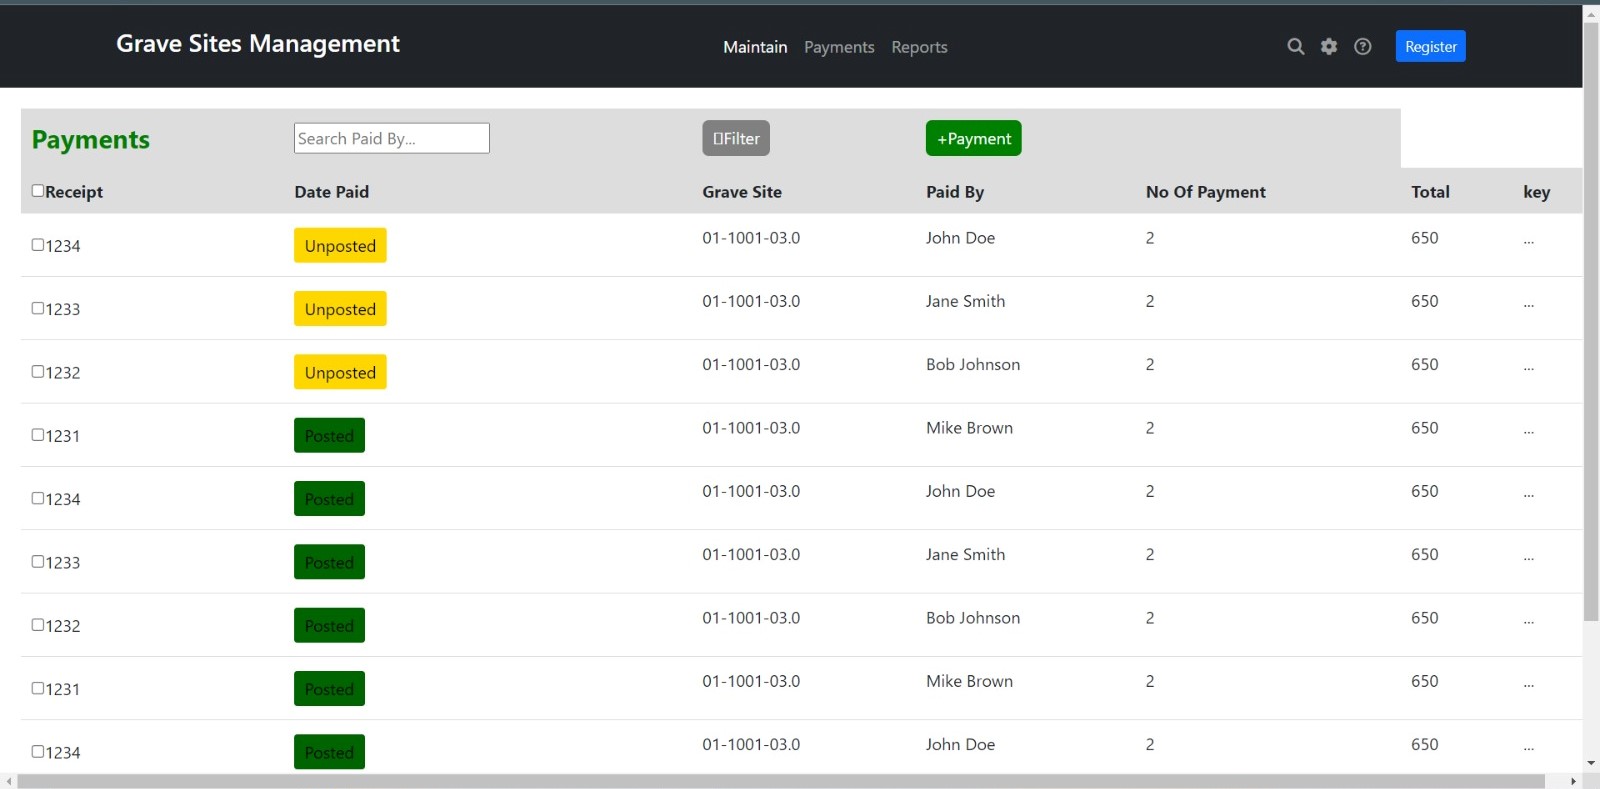 Grave Sites Management Maintain Payments Reports Register
Payments Search Paid By... Filter +Payment
Receipt Date Paid Grave Site Paid By No Of Payment Total key
1234 Unposted 01-1001-03.0 John Doe 2 650 ...
1233 Unposted 01-1001-03.0 Jane Smith 2 650 ...
1232 Unposted 01-1001-03.0 Bob Johnson 2 650 ...
1231 Posted 01-1001-03.0 Mike Brown 2 650 ...
1234 Posted 01-1001-03.0 John Doe 2 650 ...
1233 Posted 01-1001-03.0 Jane Smith 2 650 ...
1232 Posted 01-1001-03.0 Bob Johnson 2 650 ...
1231 Posted 01-1001-03.0 Mike Brown 2 650 ...
1234 Posted 01-1001-03.0 John Doe 2 650 ...